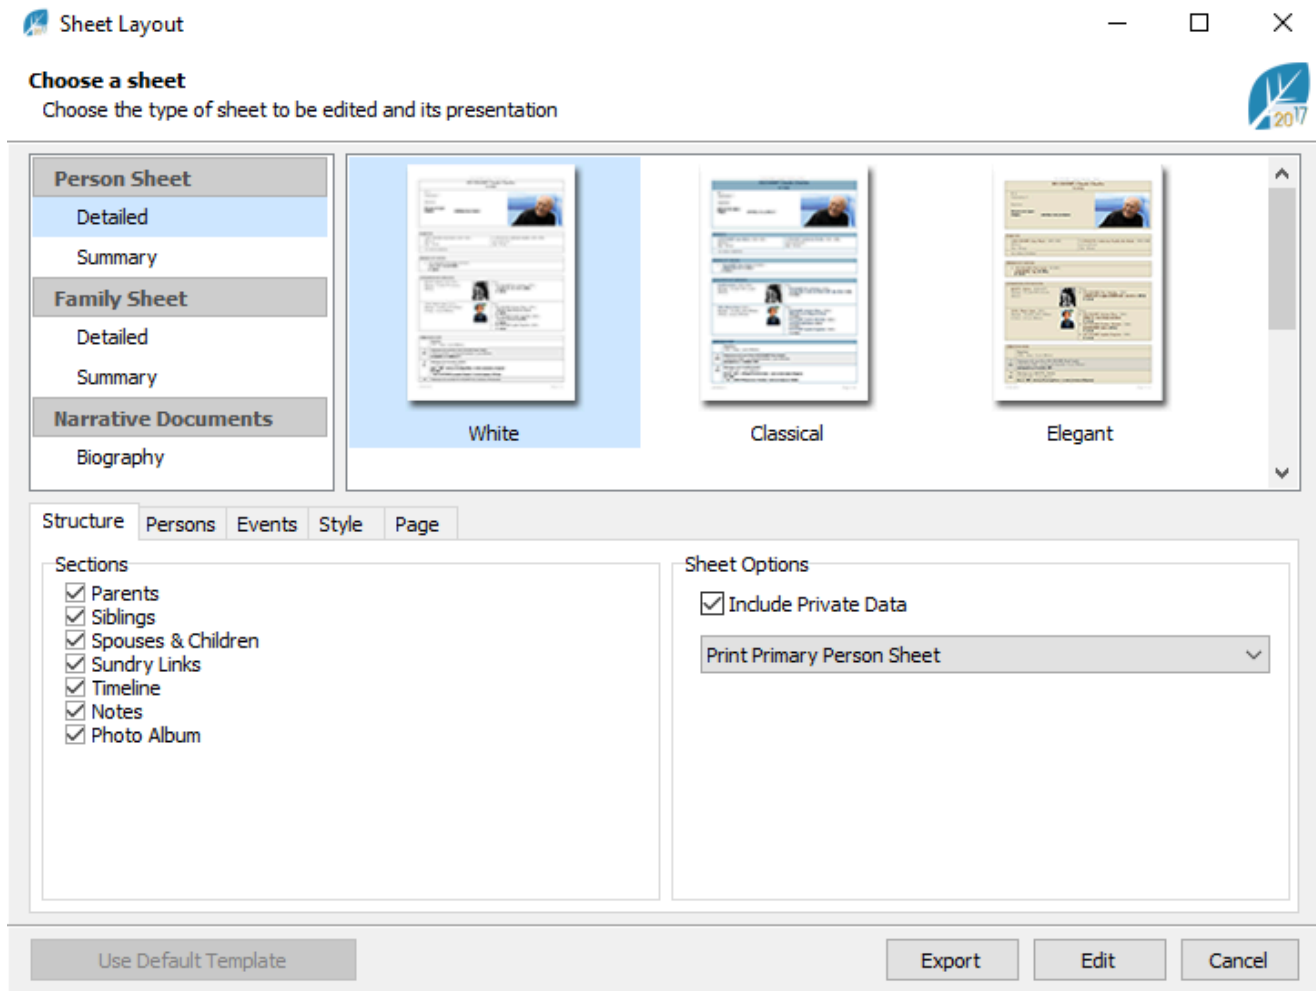 Sheet Layout
Choose a sheet
Choose the type of sheet to be edited and its presentation
2017
Person Sheet
Detailed
Summary
Family Sheet
Detailed
Summary
Narrative Documents
Biography
White
Classical
Elegant
Structure
Persons
Events
Style
Page
Sections
Parents
Siblings
Spouses & Children
Sundry Links
Timeline
Notes
Photo Album
Sheet Options
Include Private Data
Print Primary Person Sheet
Use Default Template
Export
Edit
Cancel